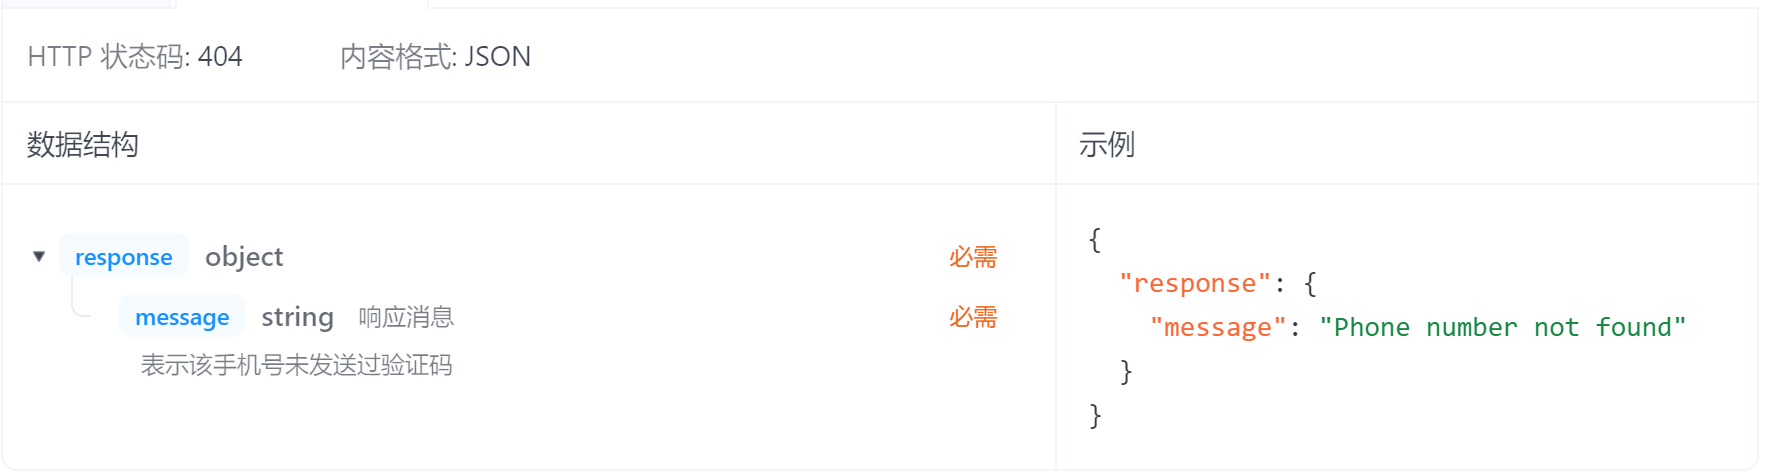 HTTP 状态码: 404 内容格式: JSON
数据结构
示例
response object 必需
message string 响应消息 必需
表示该手机号未发送过验证码
{
"response": {
"message": "Phone number not found"
}
}